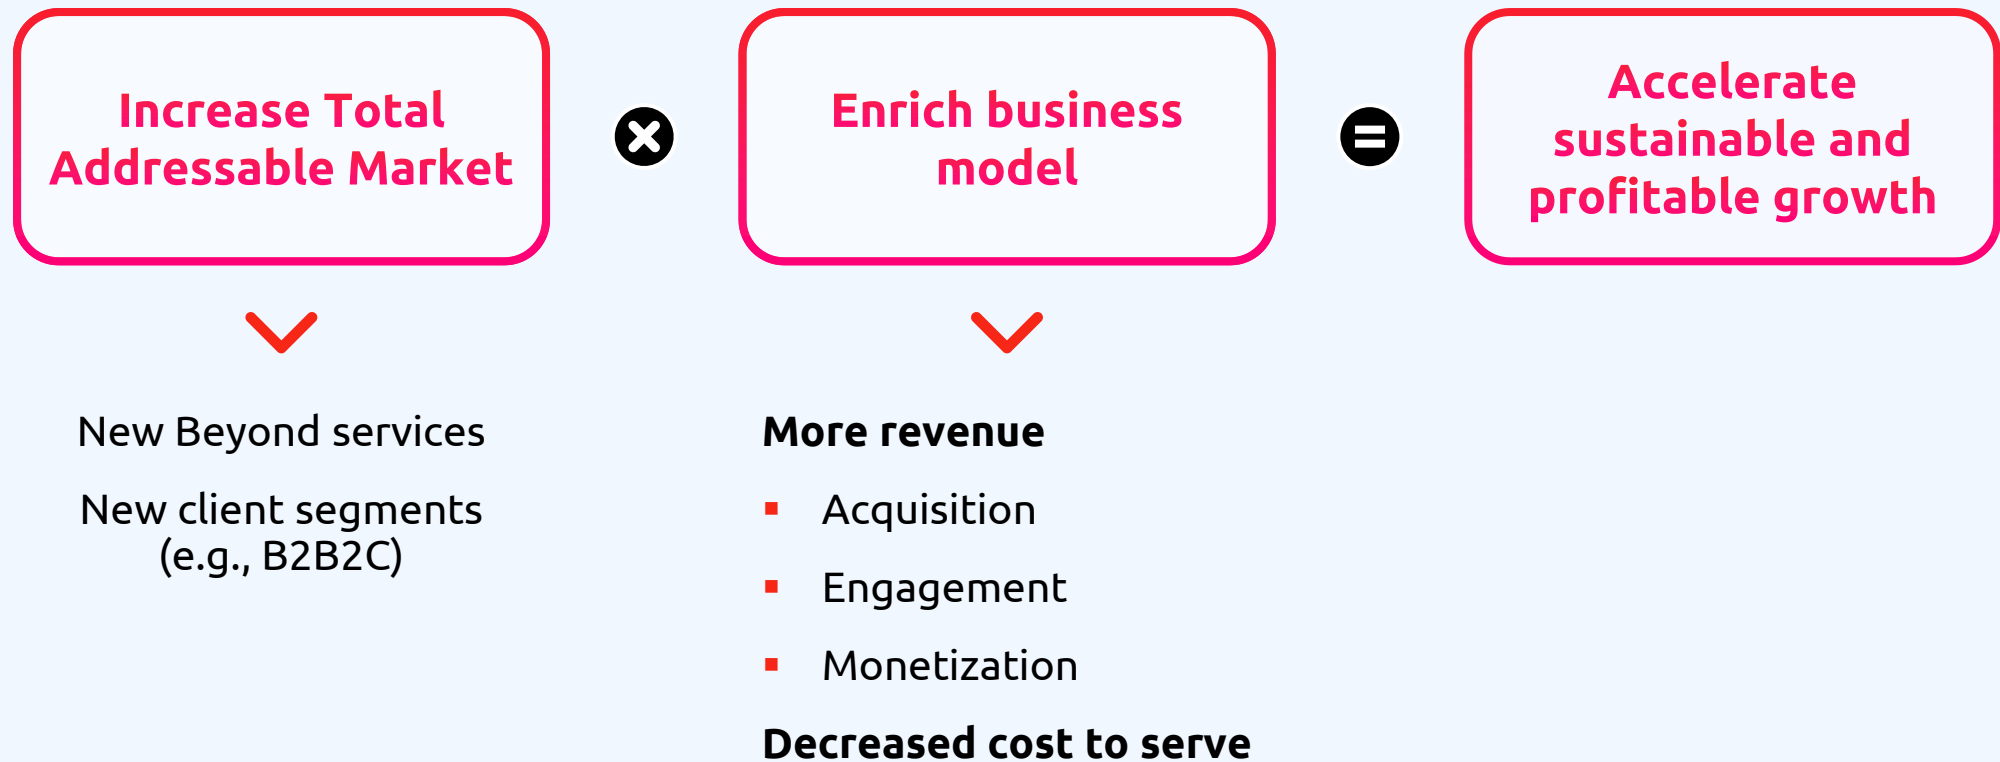 Increase Total
Addressable Market
Enrich business
model
Accelerate
sustainable and
profitable growth
New Beyond services
New client segments
(e.g., B2B2C)
More revenue
▪ Acquisition
▪ Engagement
▪ Monetization
Decreased cost to serve